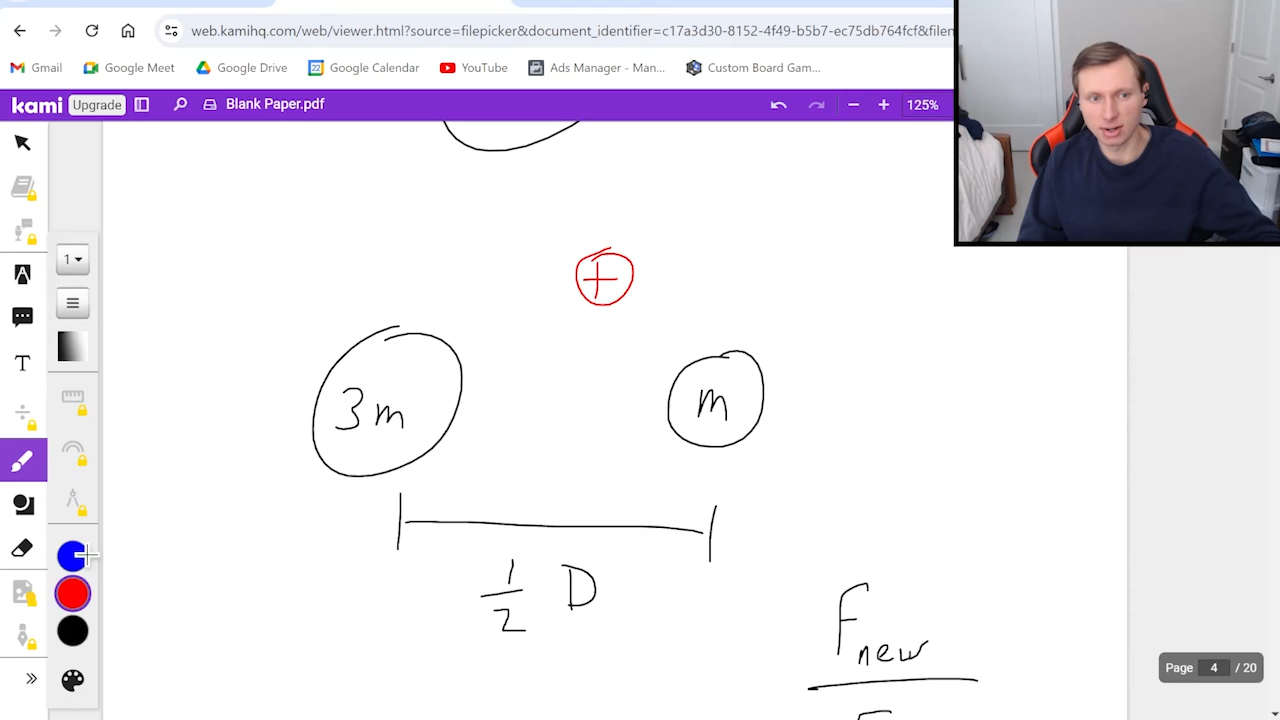 web.kamihq.com/web/viewer.html?source=filepicker&document_identifier=c17a3d30-8152-4f49-b5b7-ec75db764fcf&filen
Gmail
Google Meet
Google Drive
22
Google Calendar
YouTube
Ads Manager - Man...
Custom Board Gam...
kami
Upgrade
Blank Paper.pdf
125%
1
A
T
+
3m
m
1
2
D
F new
Page 4 / 20